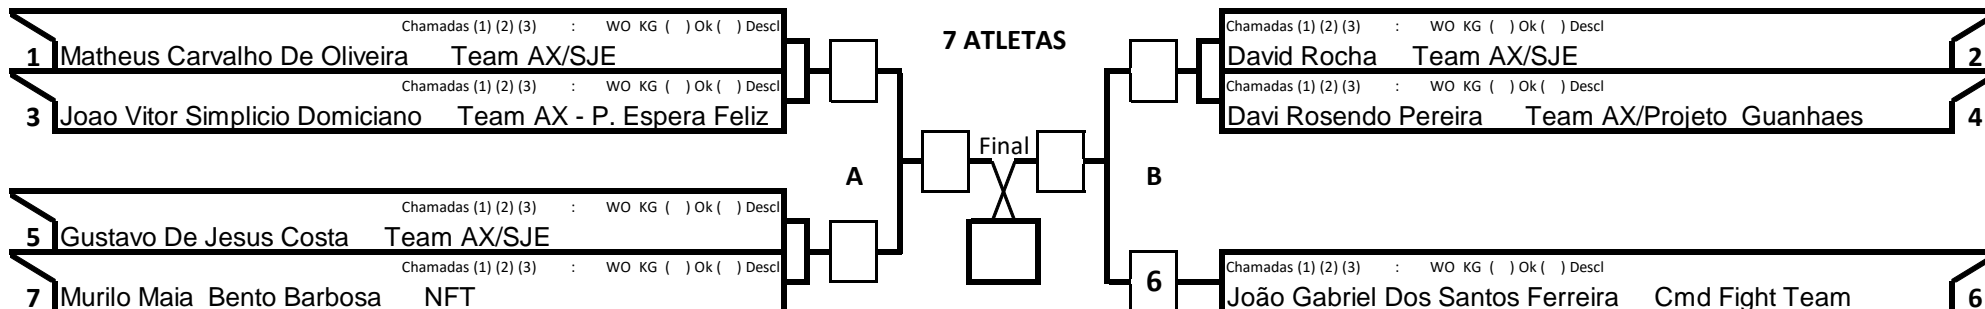 Chamadas (1) (2) (3) : WO KG ( ) Ok ( ) Descl
1 Matheus Carvalho De Oliveira Team AX/SJE
Chamadas (1) (2) (3) : WO KG ( ) Ok ( ) Descl
3 Joao Vitor Simplicio Domiciano Team AX - P. Espera Feliz
Chamadas (1) (2) (3) : WO KG ( ) Ok ( ) Descl
5 Gustavo De Jesus Costa Team AX/SJE
Chamadas (1) (2) (3) : WO KG ( ) Ok ( ) Descl
7 Murilo Maia Bento Barbosa NFT
A
7 ATLETAS
Final
B
6
Chamadas (1) (2) (3) : WO KG ( ) Ok ( ) Descl
David Rocha Team AX/SJE 2
Chamadas (1) (2) (3) : WO KG ( ) Ok ( ) Descl
Davi Rosendo Pereira Team AX/Projeto Guanhaes 4
Chamadas (1) (2) (3) : WO KG ( ) Ok ( ) Descl
João Gabriel Dos Santos Ferreira Cmd Fight Team 6